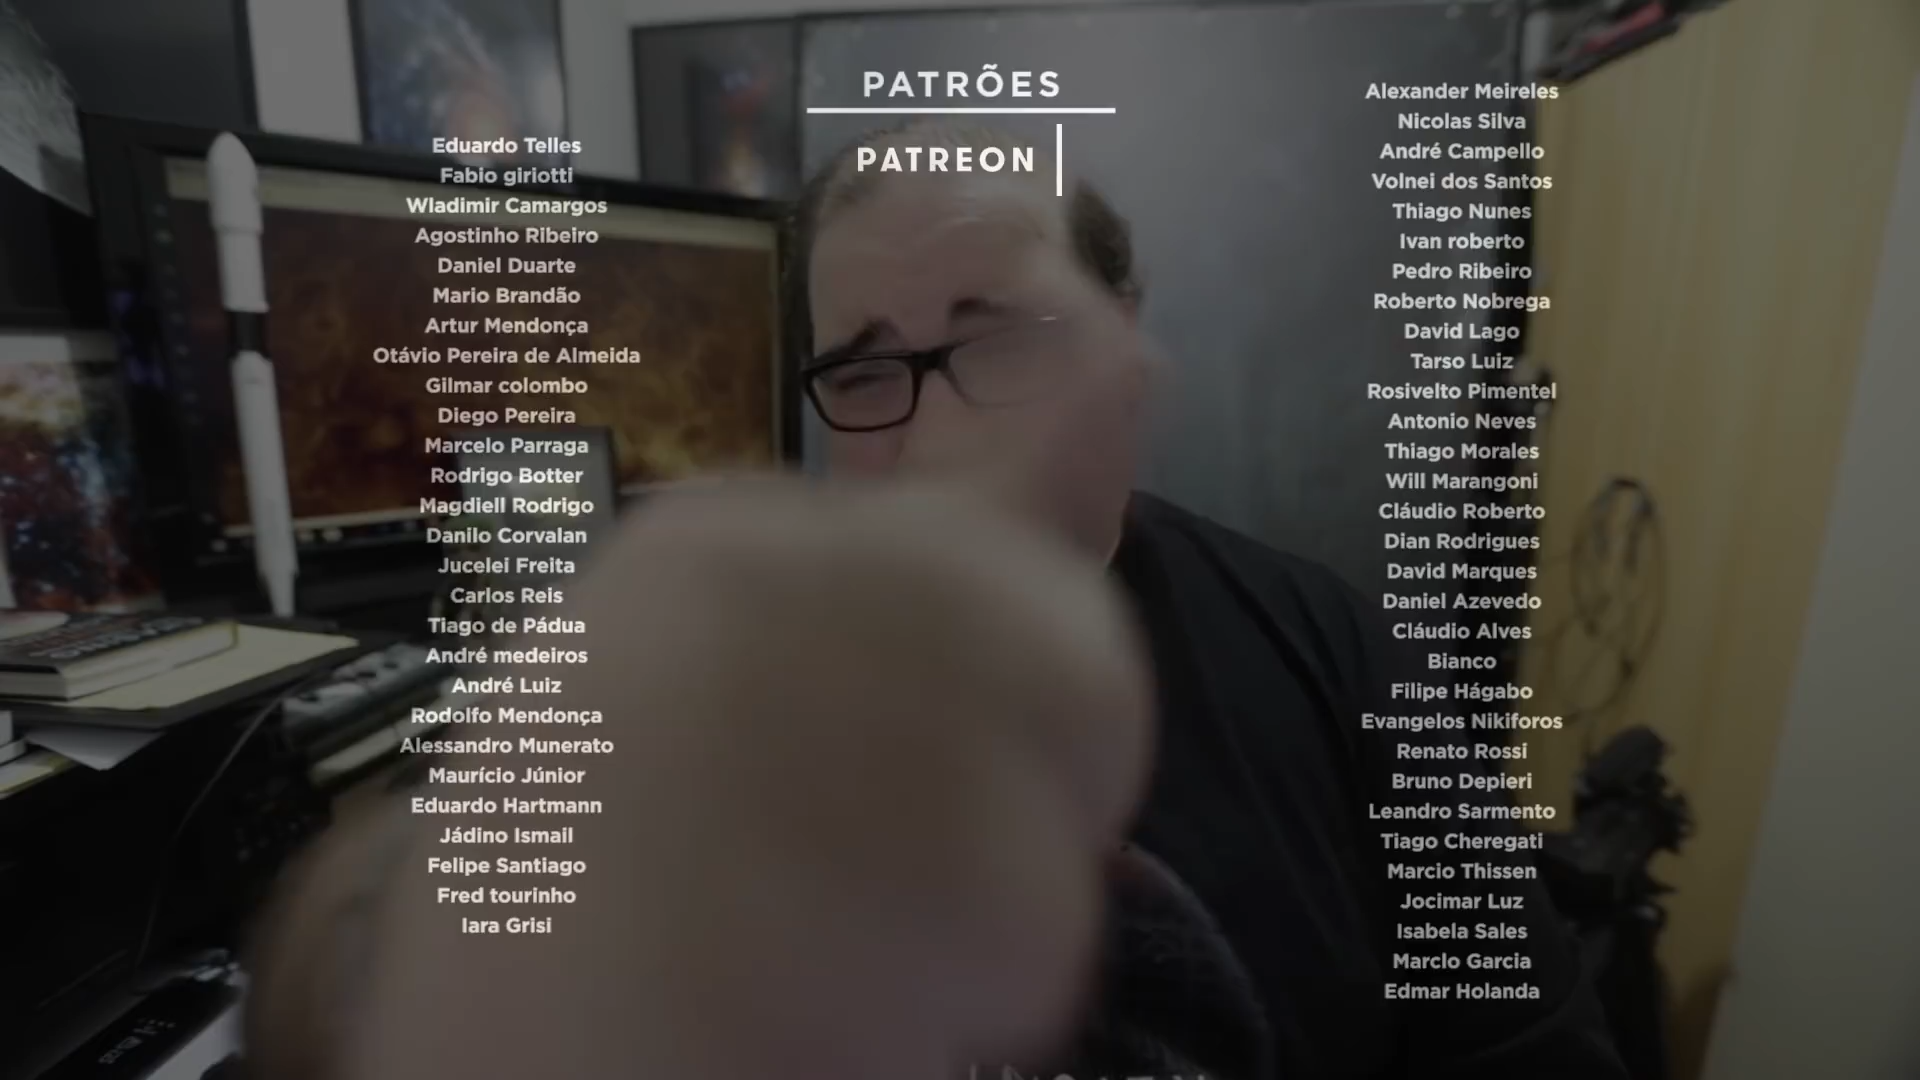 PATRÕES
PATREON
Eduardo Telles
Fabio giriotti
Wladimir Camargos
Agostinho Ribeiro
Daniel Duarte
Mario Brandão
Artur Mendonça
Otávio Pereira de Almeida
Gilmar colombo
Diego Pereira
Marcelo Parraga
Rodrigo Botter
Magdiell Rodrigo
Danilo Corvalan
Jucelei Freita
Carlos Reis
Tiago de Pádua
André medeiros
André Luiz
Rodolfo Mendonça
Alessandro Munerato
Maurício Júnior
Eduardo Hartmann
Jádino Ismail
Felipe Santiago
Fred tourinho
Iara Grisi
Alexander Meireles
Nicolas Silva
André Campello
Volnei dos Santos
Thiago Nunes
Ivan roberto
Pedro Ribeiro
Roberto Nobrega
David Lago
Tarso Luiz
Rosivelto Pimentel
Antonio Neves
Thiago Morales
Will Marangoni
Cláudio Roberto
Dian Rodrigues
David Marques
Daniel Azevedo
Cláudio Alves
Bianco
Filipe Hágabo
Evangelos Nikiforos
Renato Rossi
Bruno Depieri
Leandro Sarmento
Tiago Cheregati
Marcio Thissen
Jocimar Luz
Isabela Sales
Marclo Garcia
Edmar Holanda